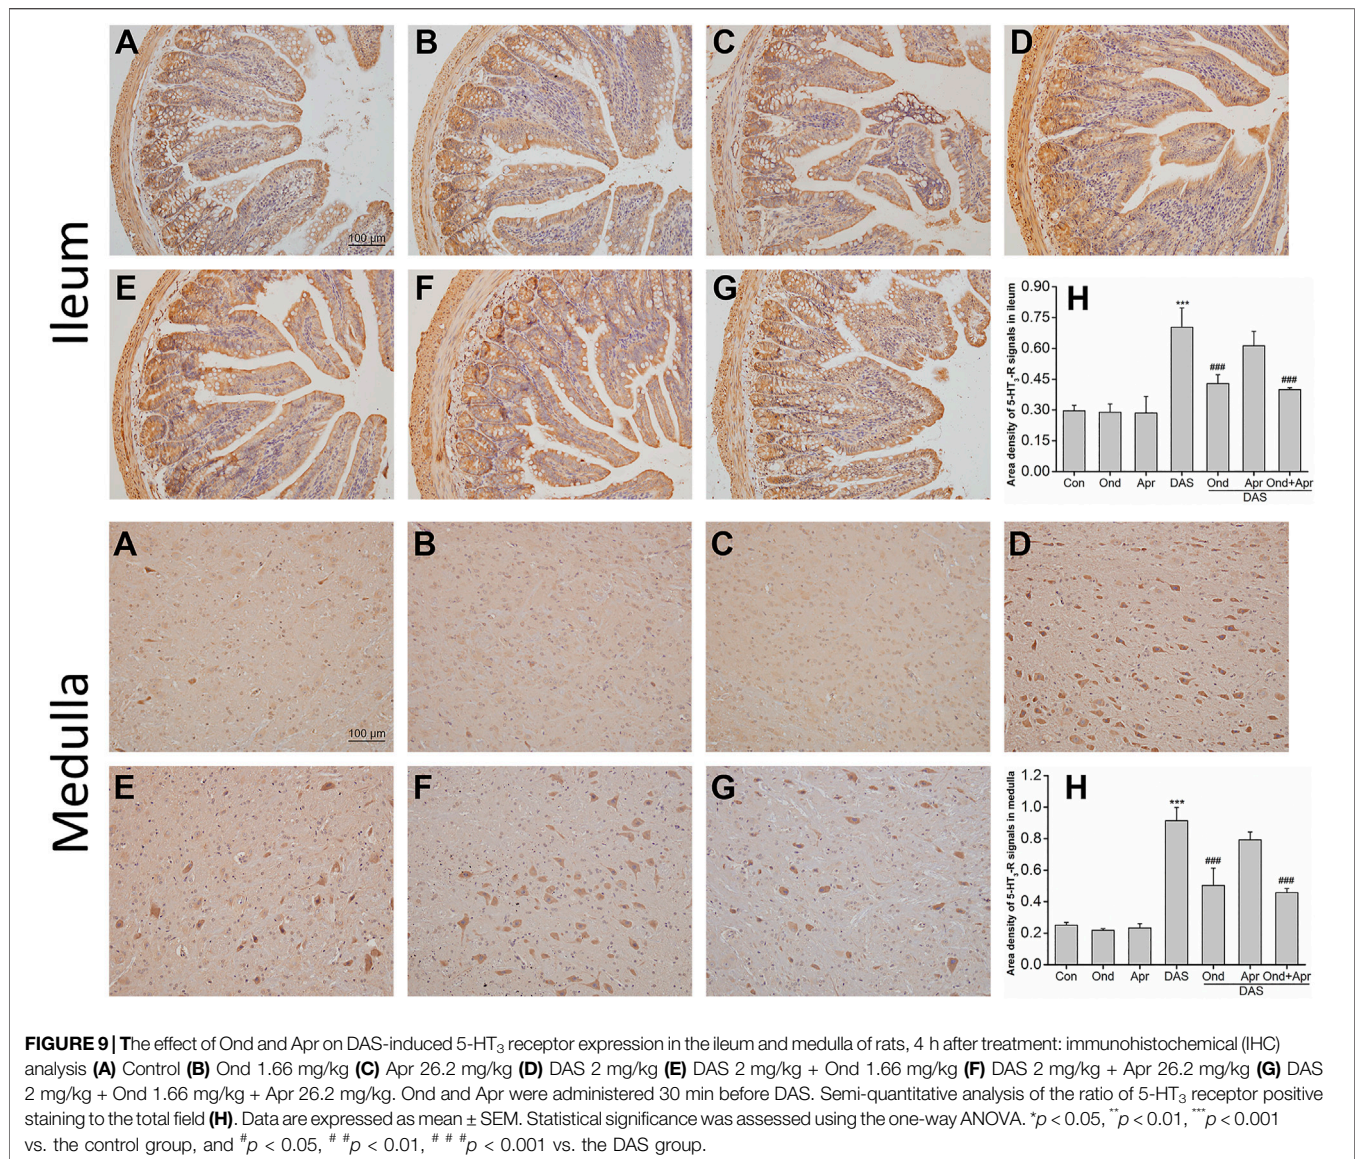 Ileum
A
B
C
D
100 μm
E
F
G
H
Area density of 5-HT3-R signals in ileum
0.90
0.75
0.60
0.45
0.30
0.15
0.00
***
###
###
Con Ond Apr DAS Ond Apr Ond+Apr
DAS
Medulla
A
B
C
D
100 μm
E
F
G
H
Area density of 5-HT3-R signals in medulla
1.2
1.0
0.8
0.6
0.4
0.2
0.0
***
###
###
Con Ond Apr DAS Ond Apr Ond+Apr
DAS
FIGURE 9 | The effect of Ond and Apr on DAS-induced 5-HT3 receptor expression in the ileum and medulla of rats, 4 h after treatment: immunohistochemical (IHC)
analysis (A) Control (B) Ond 1.66 mg/kg (C) Apr 26.2 mg/kg (D) DAS 2 mg/kg (E) DAS 2 mg/kg + Ond 1.66 mg/kg (F) DAS 2 mg/kg + Apr 26.2 mg/kg (G) DAS
2 mg/kg + Ond 1.66 mg/kg + Apr 26.2 mg/kg. Ond and Apr were administered 30 min before DAS. Semi-quantitative analysis of the ratio of 5-HT3 receptor positive
staining to the total field (H). Data are expressed as mean ± SEM. Statistical significance was assessed using the one-way ANOVA. *p < 0.05, **p < 0.01, ***p < 0.001
vs. the control group, and #p < 0.05, # #p < 0.01, # # #p < 0.001 vs. the DAS group.